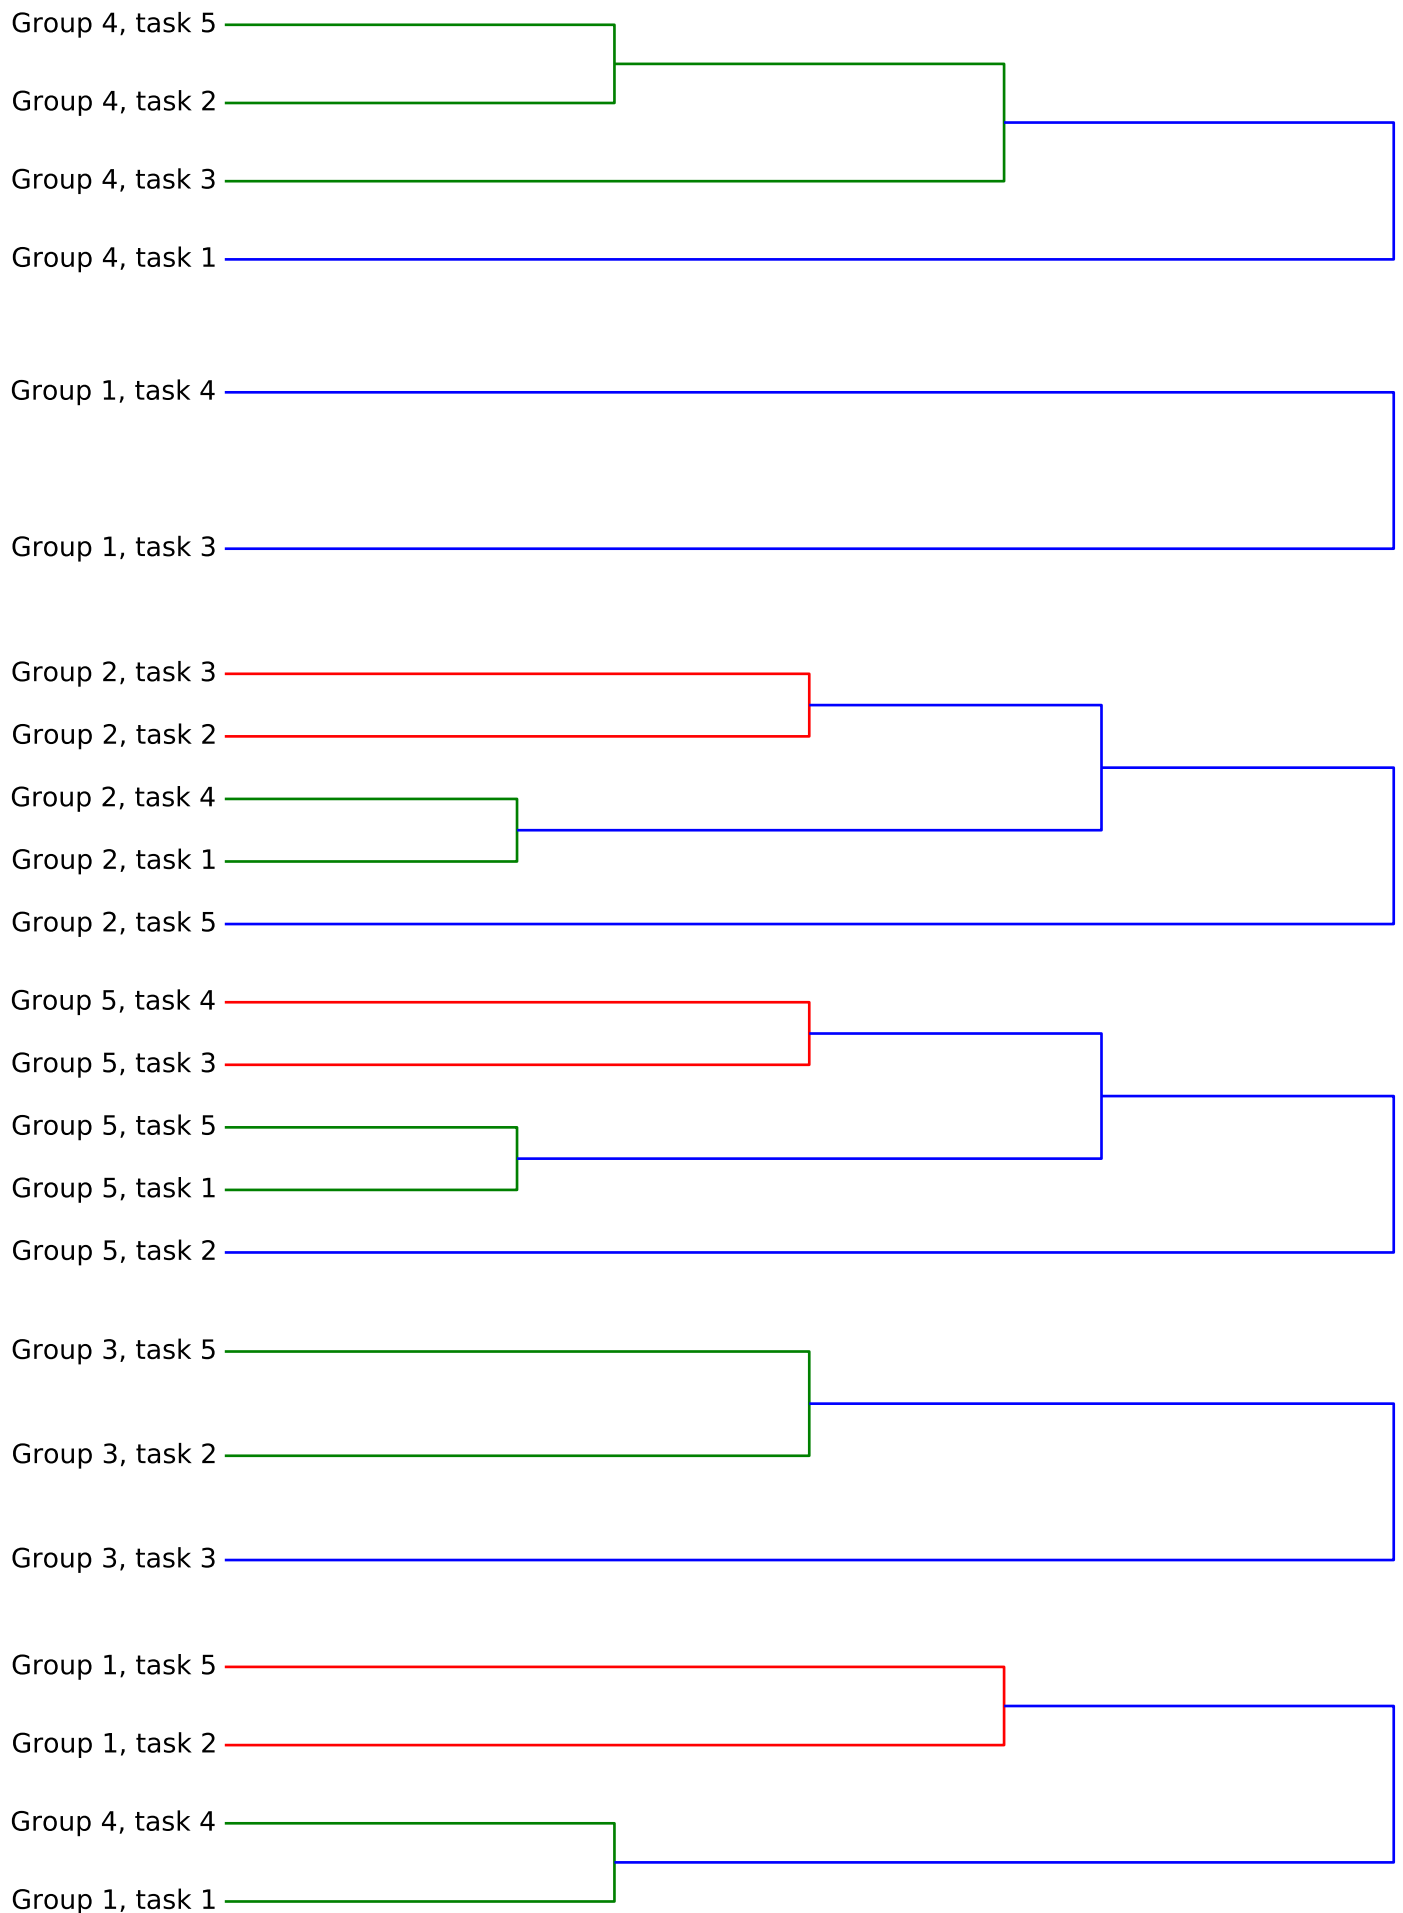 Group 4, task 5
Group 4, task 2
Group 4, task 3
Group 4, task 1
Group 1, task 4
Group 1, task 3
Group 2, task 3
Group 2, task 2
Group 2, task 4
Group 2, task 1
Group 2, task 5
Group 5, task 4
Group 5, task 3
Group 5, task 5
Group 5, task 1
Group 5, task 2
Group 3, task 5
Group 3, task 2
Group 3, task 3
Group 1, task 5
Group 1, task 2
Group 4, task 4
Group 1, task 1